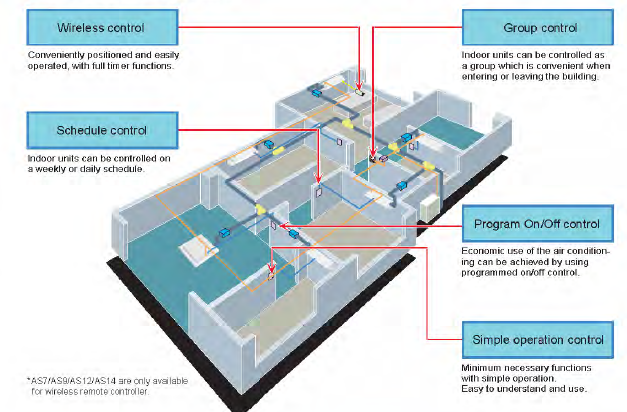 Wireless control
Conveniently positioned and easily
operated, with full timer functions.
Group control
Indoor units can be controlled as
a group which is convenient when
entering or leaving the building.
Schedule control
Indoor units can be controlled on
a weekly or daily schedule.
Program On/Off control
Economic use of the air condition-
ing can be achieved by using
programmed on/off control.
Simple operation control
Minimum necessary functions
with simple operation.
Easy to understand and use.
*AS7/AS9/AS12/AS14 are only available
for wireless remote controller.